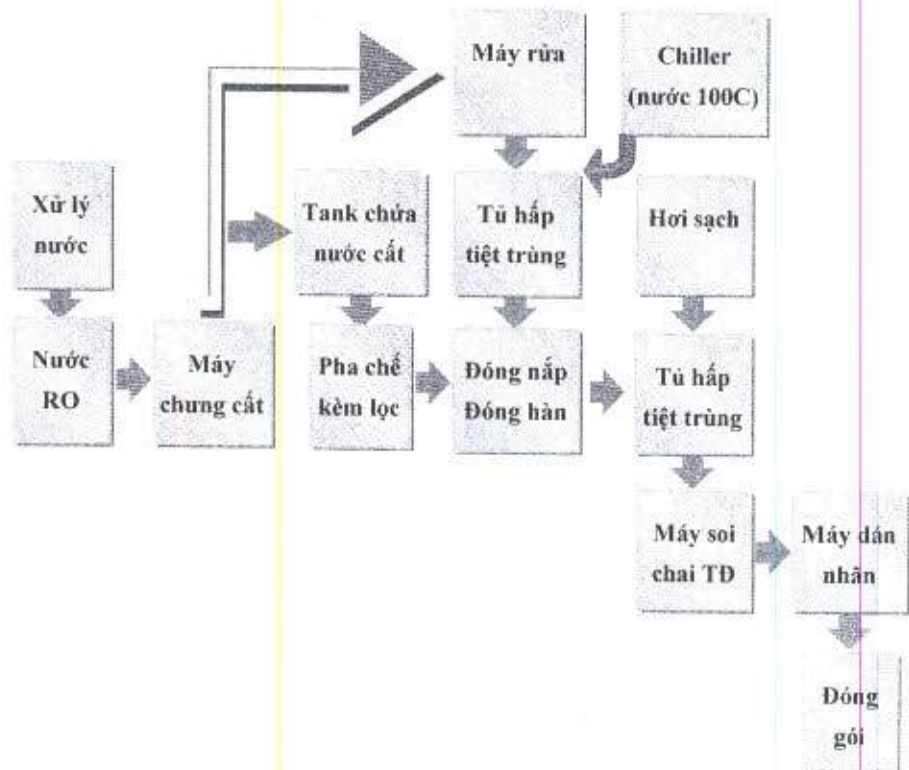 Máy rửa
Chiller
(nước 100C)
Xử lý
nước
Tank chứa
nước cất
Tủ hấp
tiệt trùng
Hơi sạch
Nước
RO
Máy
chưng cất
Pha chế
kèm lọc
Đóng nắp
Đóng hàn
Tủ hấp
tiệt trùng
Máy soi
chai TĐ
Máy dán
nhãn
Đóng
gói